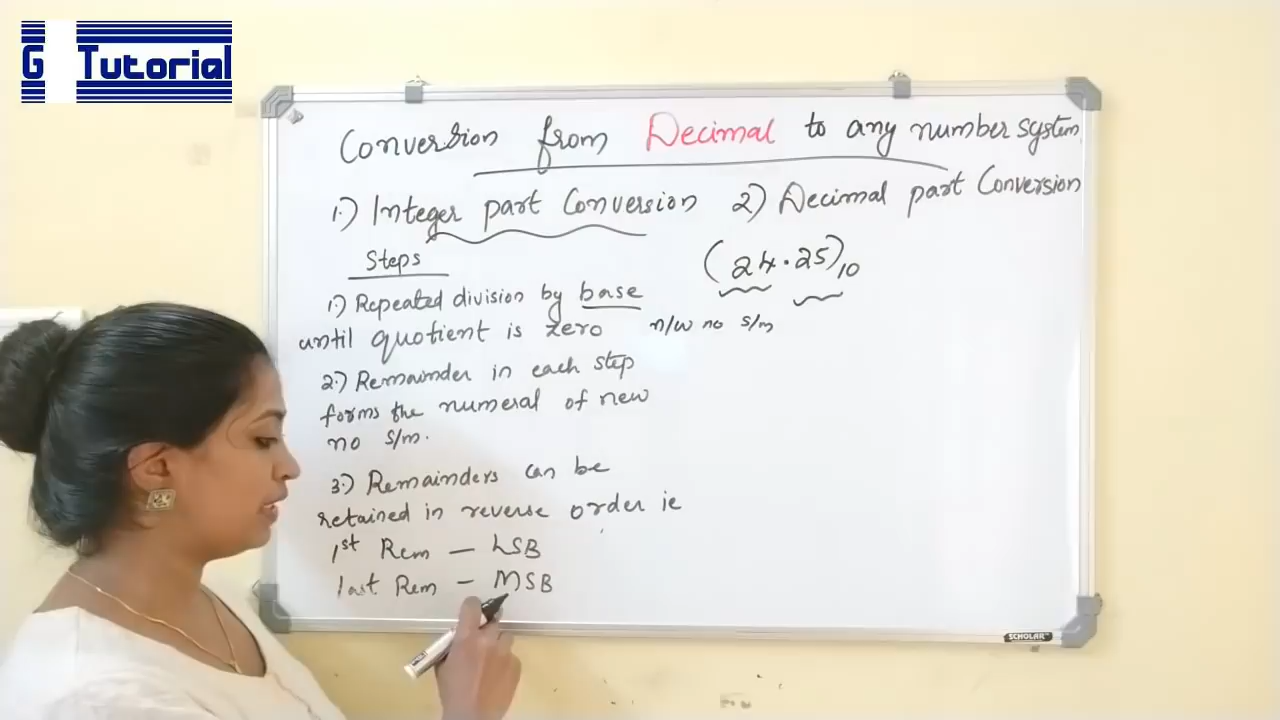 G Tutorial
Conversion from Decimal to any number system
1.) Integer part Conversion
2) Decimal part Conversion
Steps
(24.25)10
1.) Repeated division by base
until quotient is zero
n/w no s/m
2.) Remainder in each step
forms the numeral of new
no s/m.
3.) Remainders can be
retained in reverse order ie
1st Rem — LSB
last Rem — MSB
SCHOLAR